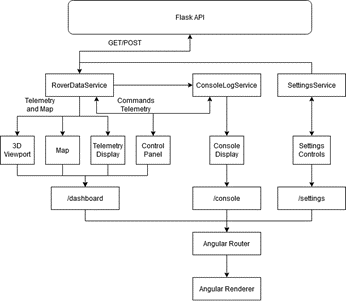 Flask API
GET/POST
RoverDataService
ConsoleLogService
SettingsService
Telemetry
and Map
Commands
Telemetry
3D
Viewport
Map
Telemetry
Display
Control
Panel
Console
Display
Settings
Controls
/dashboard
/console
/settings
Angular Router
Angular Renderer